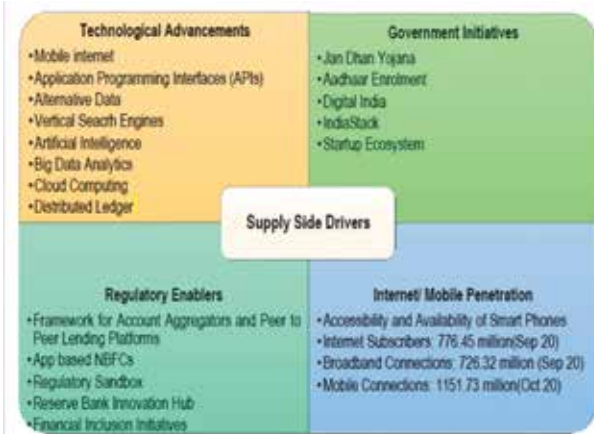 Technological Advancements
•Mobile internet
•Application Programming Interfaces (APIs)
•Alternative Data
•Vertical Seacrh Engines
•Artificial Intelligence
•Big Data Analytics
•Cloud Computing
•Distributed Ledger
Government Initiatives
•Jan Dhan Yojana
•Aadhaar Enrolment
•Digital India
•IndiaStack
•Startup Ecosystem
Supply Side Drivers
Regulatory Enablers
•Framework for Account Aggregators and Peer to
Peer Lending Platforms
•App based NBFCs
•Regulatory Sandbox
•Reserve Bank Innovation Hub
•Financial Inclusion Initiatives
Internet/ Mobile Penetration
•Accessibility and Availability of Smart Phones
•Internet Subscribers: 776.45 million(Sep 20)
•Broadband Connections: 726.32 million (Sep 20)
•Mobile Connections: 1151.73 million(Oct 20)